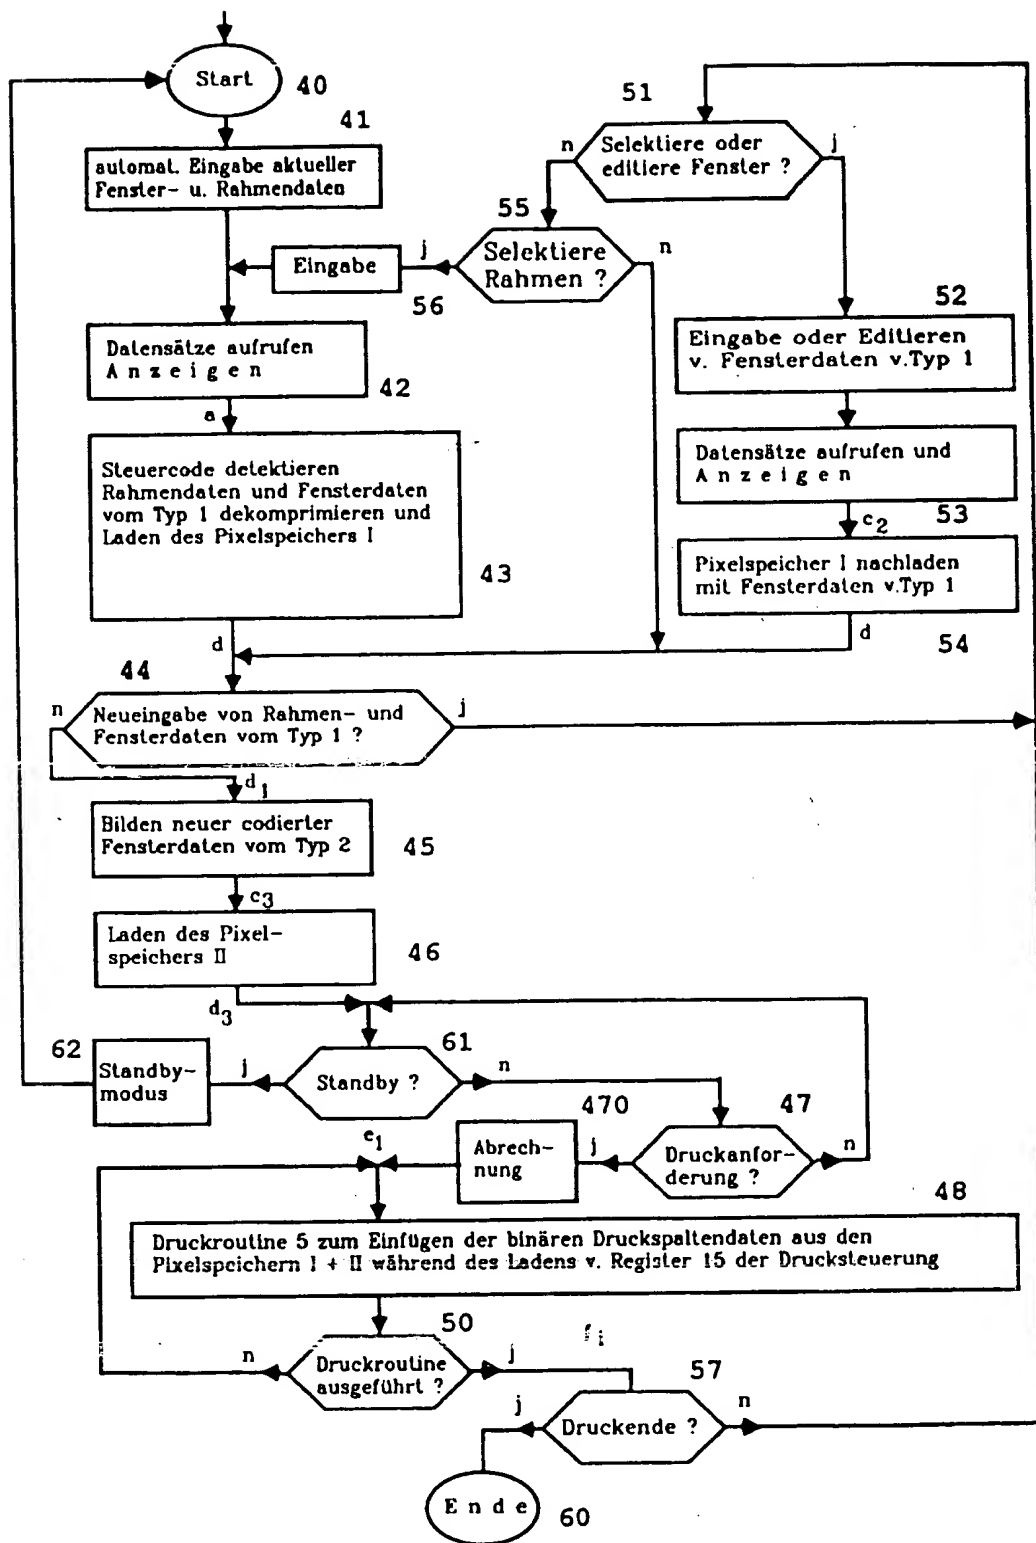 Start
40
41
automat. Eingabe aktueller
Fenster- u. Rahmendaten
51
n
Selektiere oder
editiere Fenster ?
j
55
Selektiere
Rahmen ?
j
n
Eingabe
56
52
Eingabe oder Editieren
v. Fensterdaten v.Typ 1
Datensätze aufrufen
A n z e i g e n
42
a
Datensätze aufrufen und
A n z e i g e n
53
c2
Steuercode detektieren
Rahmendaten und Fensterdaten
vom Typ 1 dekomprimieren und
Laden des Pixelspeichers I
43
Pixelspeicher I nachladen
mit Fensterdaten v.Typ 1
54
d
d
44
n
Neueingabe von Rahmen- und
Fensterdaten vom Typ 1 ?
j
d1
Bilden neuer codierter
Fensterdaten vom Typ 2
45
c3
Laden des Pixel-
speichers II
46
d3
62
Standby-
modus
j
61
Standby ?
n
470
47
e1
Abrech-
nung
j
Druckanfor-
derung ?
n
48
Druckroutine 5 zum Einfügen der binären Druckspaltendaten aus den
Pixelspeichern I + II während des Ladens v. Register 15 der Drucksteuerung
50
n
Druckroutine
ausgeführt ?
j
57
j
Druckende ?
n
E n d e
60